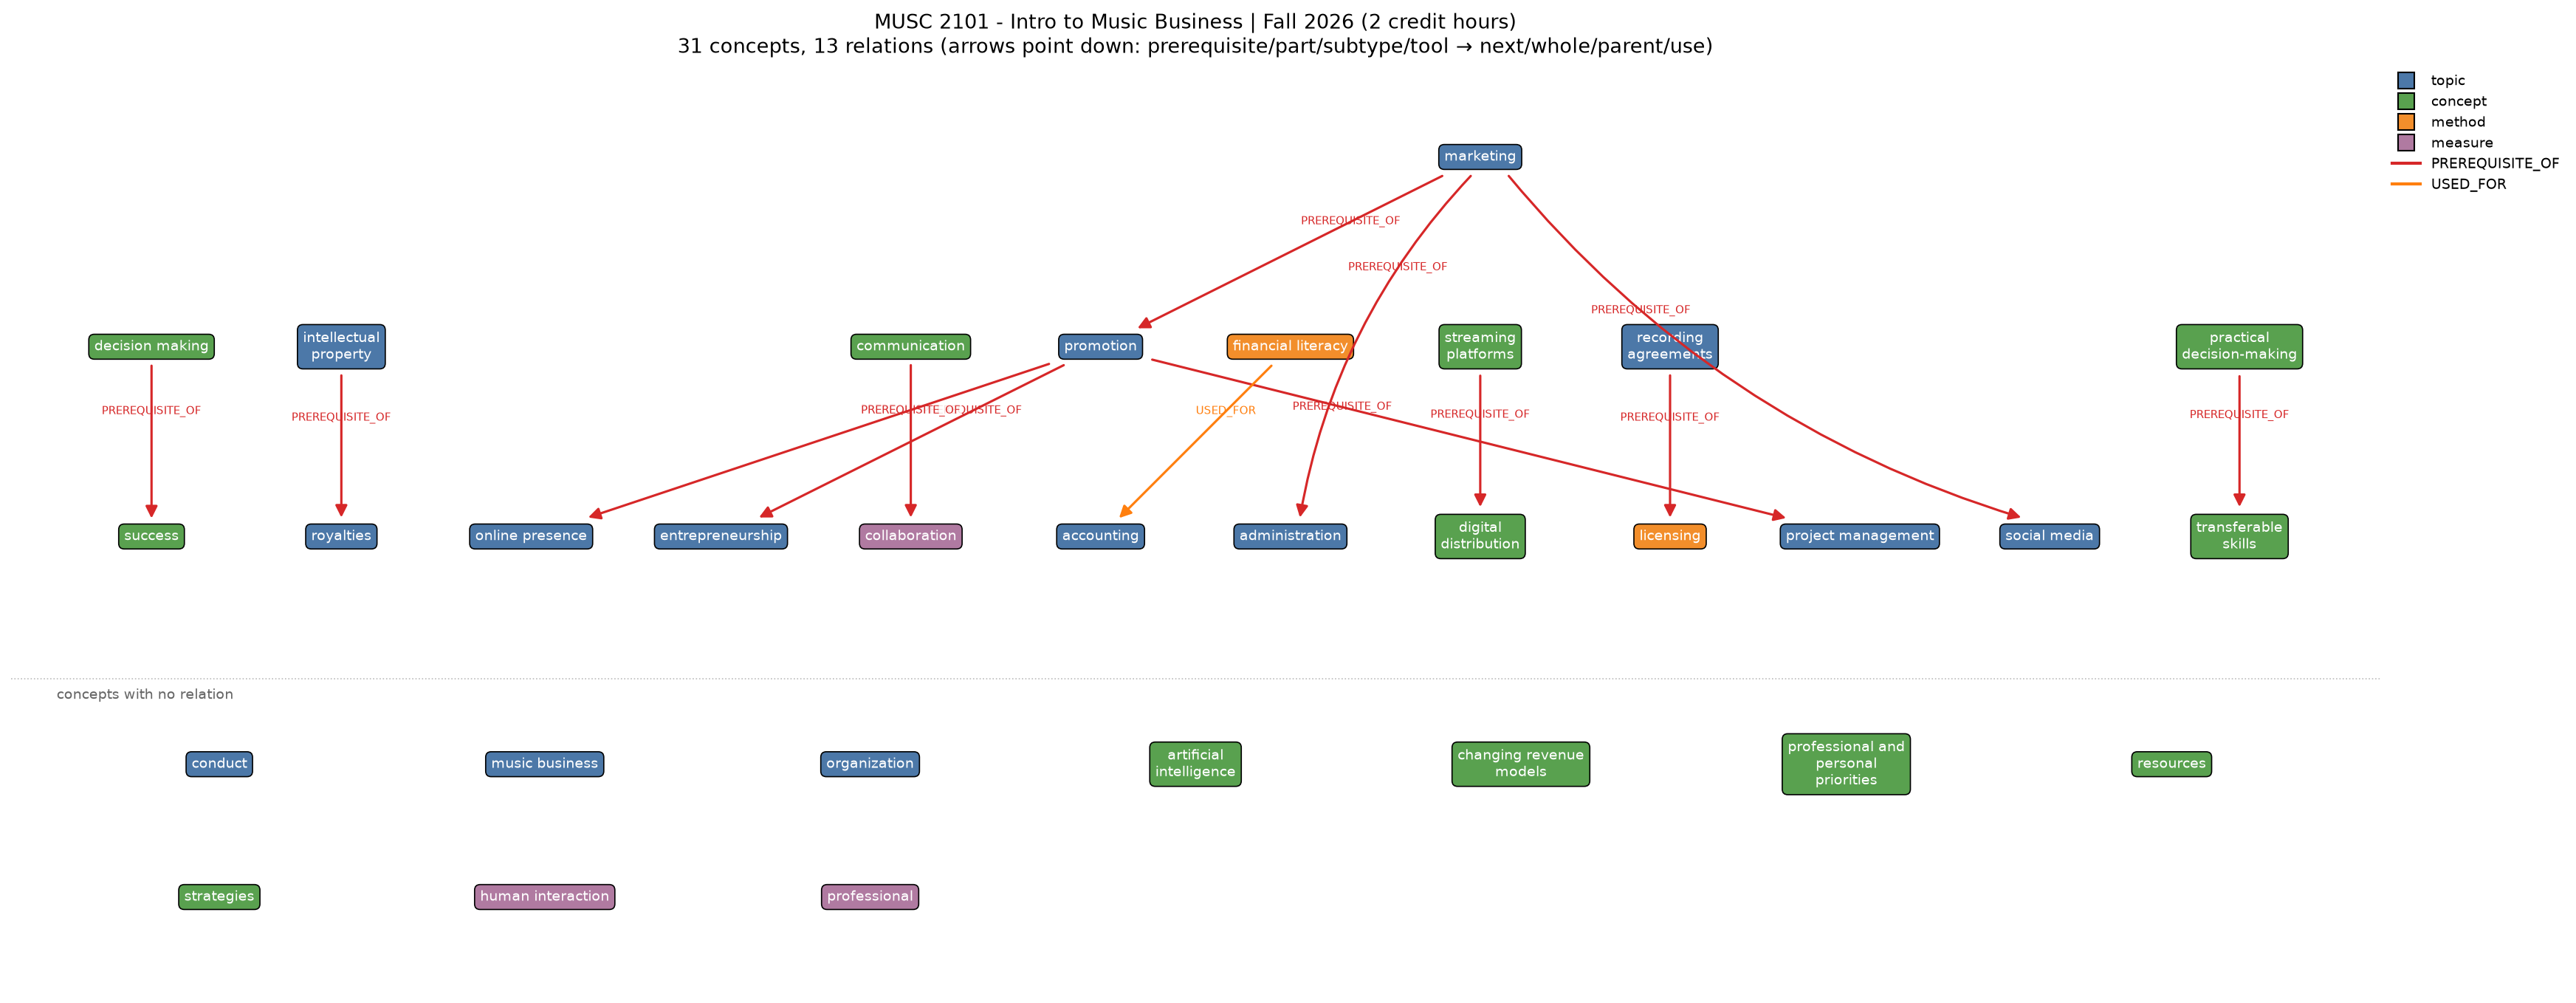 MUSC 2101 - Intro to Music Business | Fall 2026 (2 credit hours)
31 concepts, 13 relations (arrows point down: prerequisite/part/subtype/tool → next/whole/parent/use)
topic
concept
method
measure
PREREQUISITE_OF
USED_FOR
marketing
PREREQUISITE_OF
PREREQUISITE_OF
PREREQUISITE_OF
decision making
intellectual
property
communication
promotion
financial literacy
streaming
platforms
recording
agreements
practical
decision-making
PREREQUISITE_OF
PREREQUISITE_OF
PREREQUISITE_OF
UISITE_OF
USED_FOR
PREREQUISITE_OF
PREREQUISITE_OF
PREREQUISITE_OF
PREREQUISITE_OF
success
royalties
online presence
entrepreneurship
collaboration
accounting
administration
digital
distribution
licensing
project management
social media
transferable
skills
concepts with no relation
conduct
music business
organization
artificial
intelligence
changing revenue
models
professional and
personal
priorities
resources
strategies
human interaction
professional